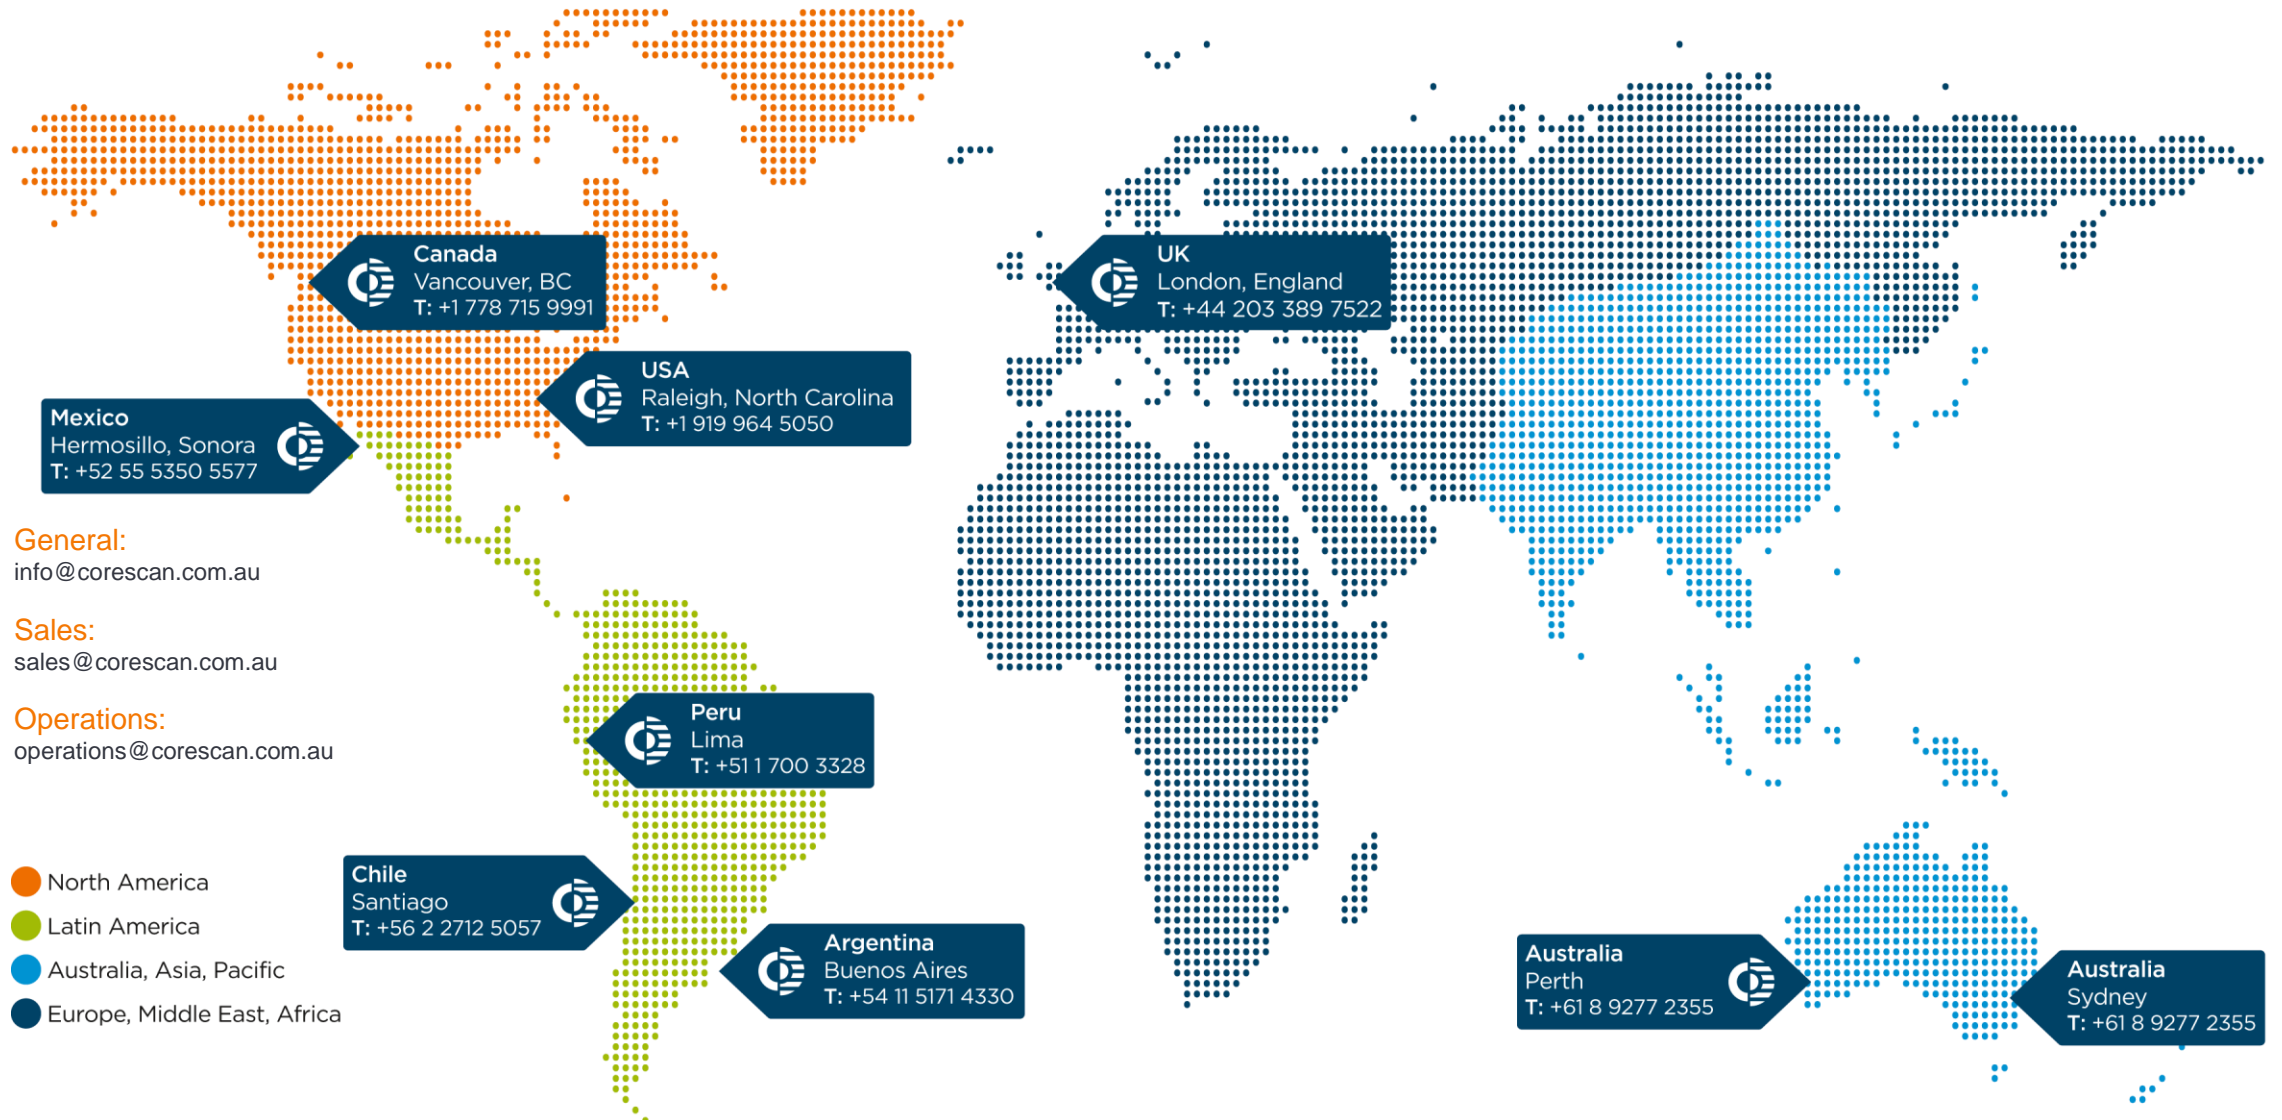 Canada
Vancouver, BC
T: +1 778 715 9991
UK
London, England
T: +44 203 389 7522
USA
Raleigh, North Carolina
T: +1 919 964 5050
Mexico
Hermosillo, Sonora
T: +52 55 5350 5577
General:
info@corescan.com.au
Sales:
sales@corescan.com.au
Operations:
operations@corescan.com.au
Peru
Lima
T: +51 1 700 3328
Chile
Santiago
T: +56 2 2712 5057
Argentina
Buenos Aires
T: +54 11 5171 4330
Australia
Perth
T: +61 8 9277 2355
Australia
Sydney
T: +61 8 9277 2355
North America
Latin America
Australia, Asia, Pacific
Europe, Middle East, Africa